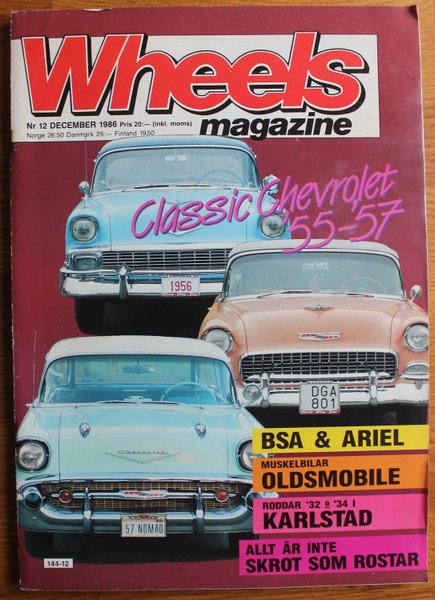 Wheels
magazine
Nr 12 DECEMBER 1986 Pris 20:— (inkl. moms)
Norge 26:50 Danmark 25:— Finland 19.50
Classic Chevrolet
'55-'57
1956
DGA
801
Chevrolet
57 NOMAD
BSA & ARIEL
MUSKELBILAR
OLDSMOBILE
RODDAR '32 o '34 I
KARLSTAD
ALLT ÄR INTE
SKROT SOM ROSTAR
144-12